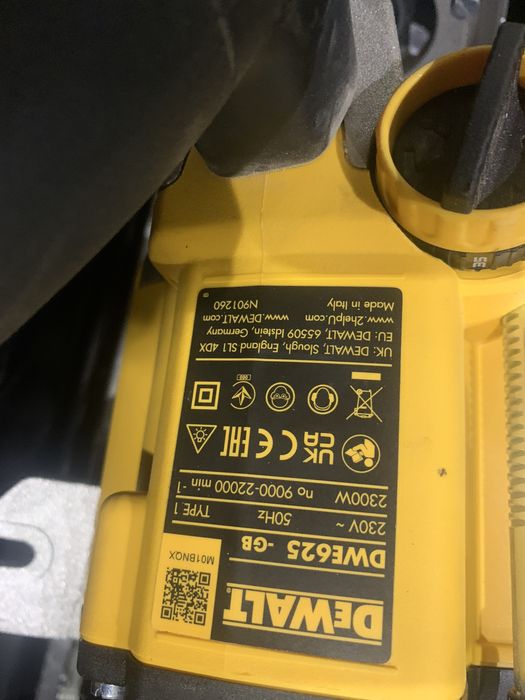 DEWALT
M01BNQX
DWE625 -GB
230V ~ 50Hz TYPE 1
2300W n₀ 9000-22000 min⁻¹
UK CA CE EAC
UK: DEWALT, Slough, England SL1 4DX
EU: DEWALT, 65509 Idstein, Germany
www.2helpU.com www.DEWALT.com
Made in Italy N901260